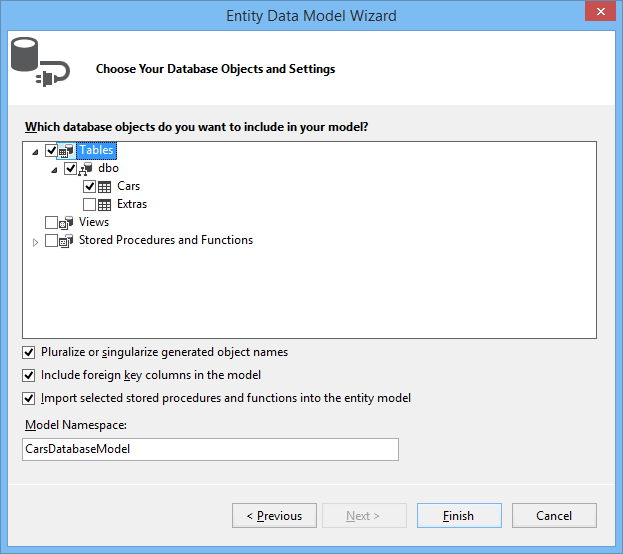 Entity Data Model Wizard
Choose Your Database Objects and Settings
Which database objects do you want to include in your model?
Tables
dbo
Cars
Extras
Views
Stored Procedures and Functions
Pluralize or singularize generated object names
Include foreign key columns in the model
Import selected stored procedures and functions into the entity model
Model Namespace:
CarsDatabaseModel
< Previous
Next >
Finish
Cancel